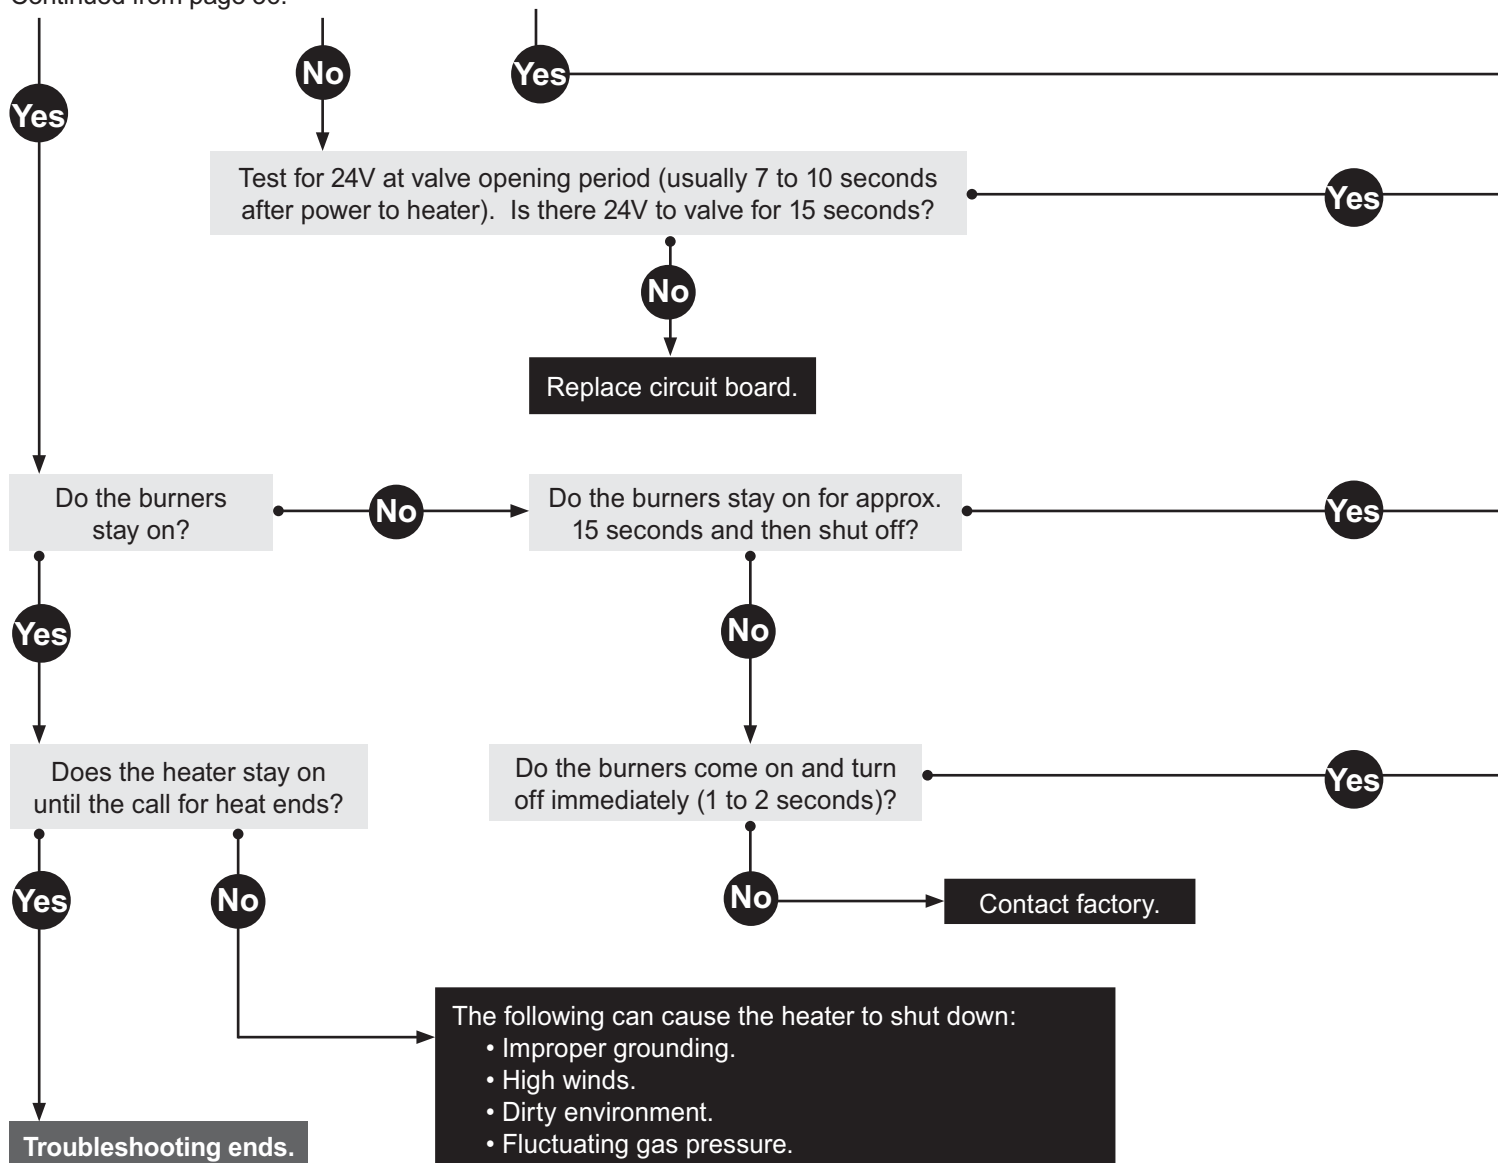 No
Yes
Yes
Test for 24V at valve opening period (usually 7 to 10 seconds
after power to heater). Is there 24V to valve for 15 seconds?
Yes
No
Replace circuit board.
Do the burners
stay on?
No
Do the burners stay on for approx.
15 seconds and then shut off?
Yes
Yes
No
Does the heater stay on
until the call for heat ends?
Do the burners come on and turn
off immediately (1 to 2 seconds)?
Yes
Yes
No
No
Contact factory.
The following can cause the heater to shut down:
• Improper grounding.
• High winds.
• Dirty environment.
• Fluctuating gas pressure.
Troubleshooting ends.